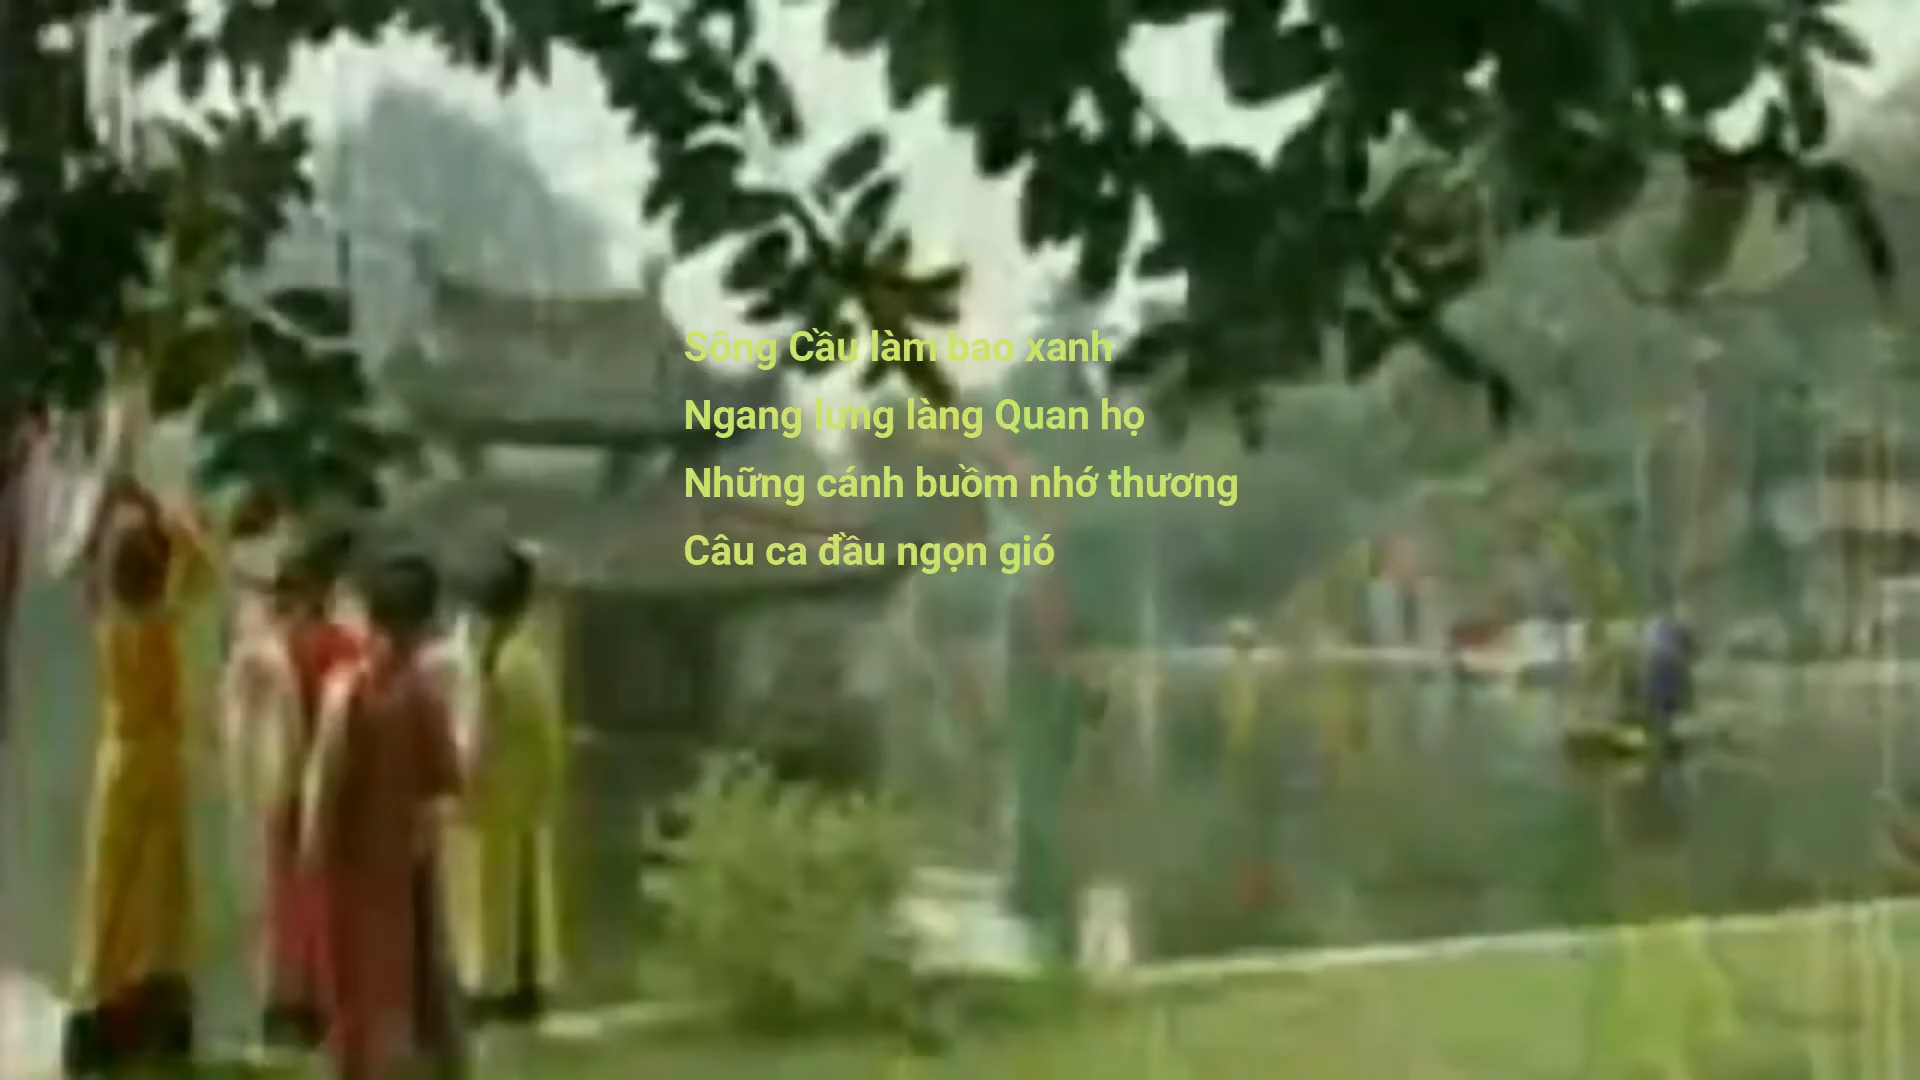 Sông Cầu làm bao xanh
Ngang lưng làng Quan họ
Những cánh buồm nhớ thương
Câu ca đầu ngọn gió